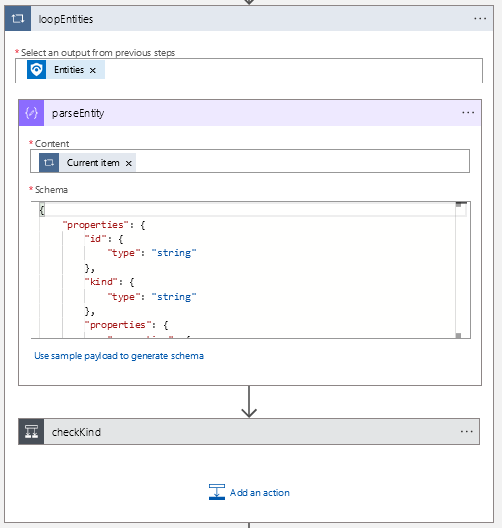 loopEntities
* Select an output from previous steps
Entities ×
parseEntity
* Content
Current item ×
* Schema
{
"properties": {
"id": {
"type": "string"
},
"kind": {
"type": "string"
},
"properties": {
Use sample payload to generate schema
checkKind
Add an action